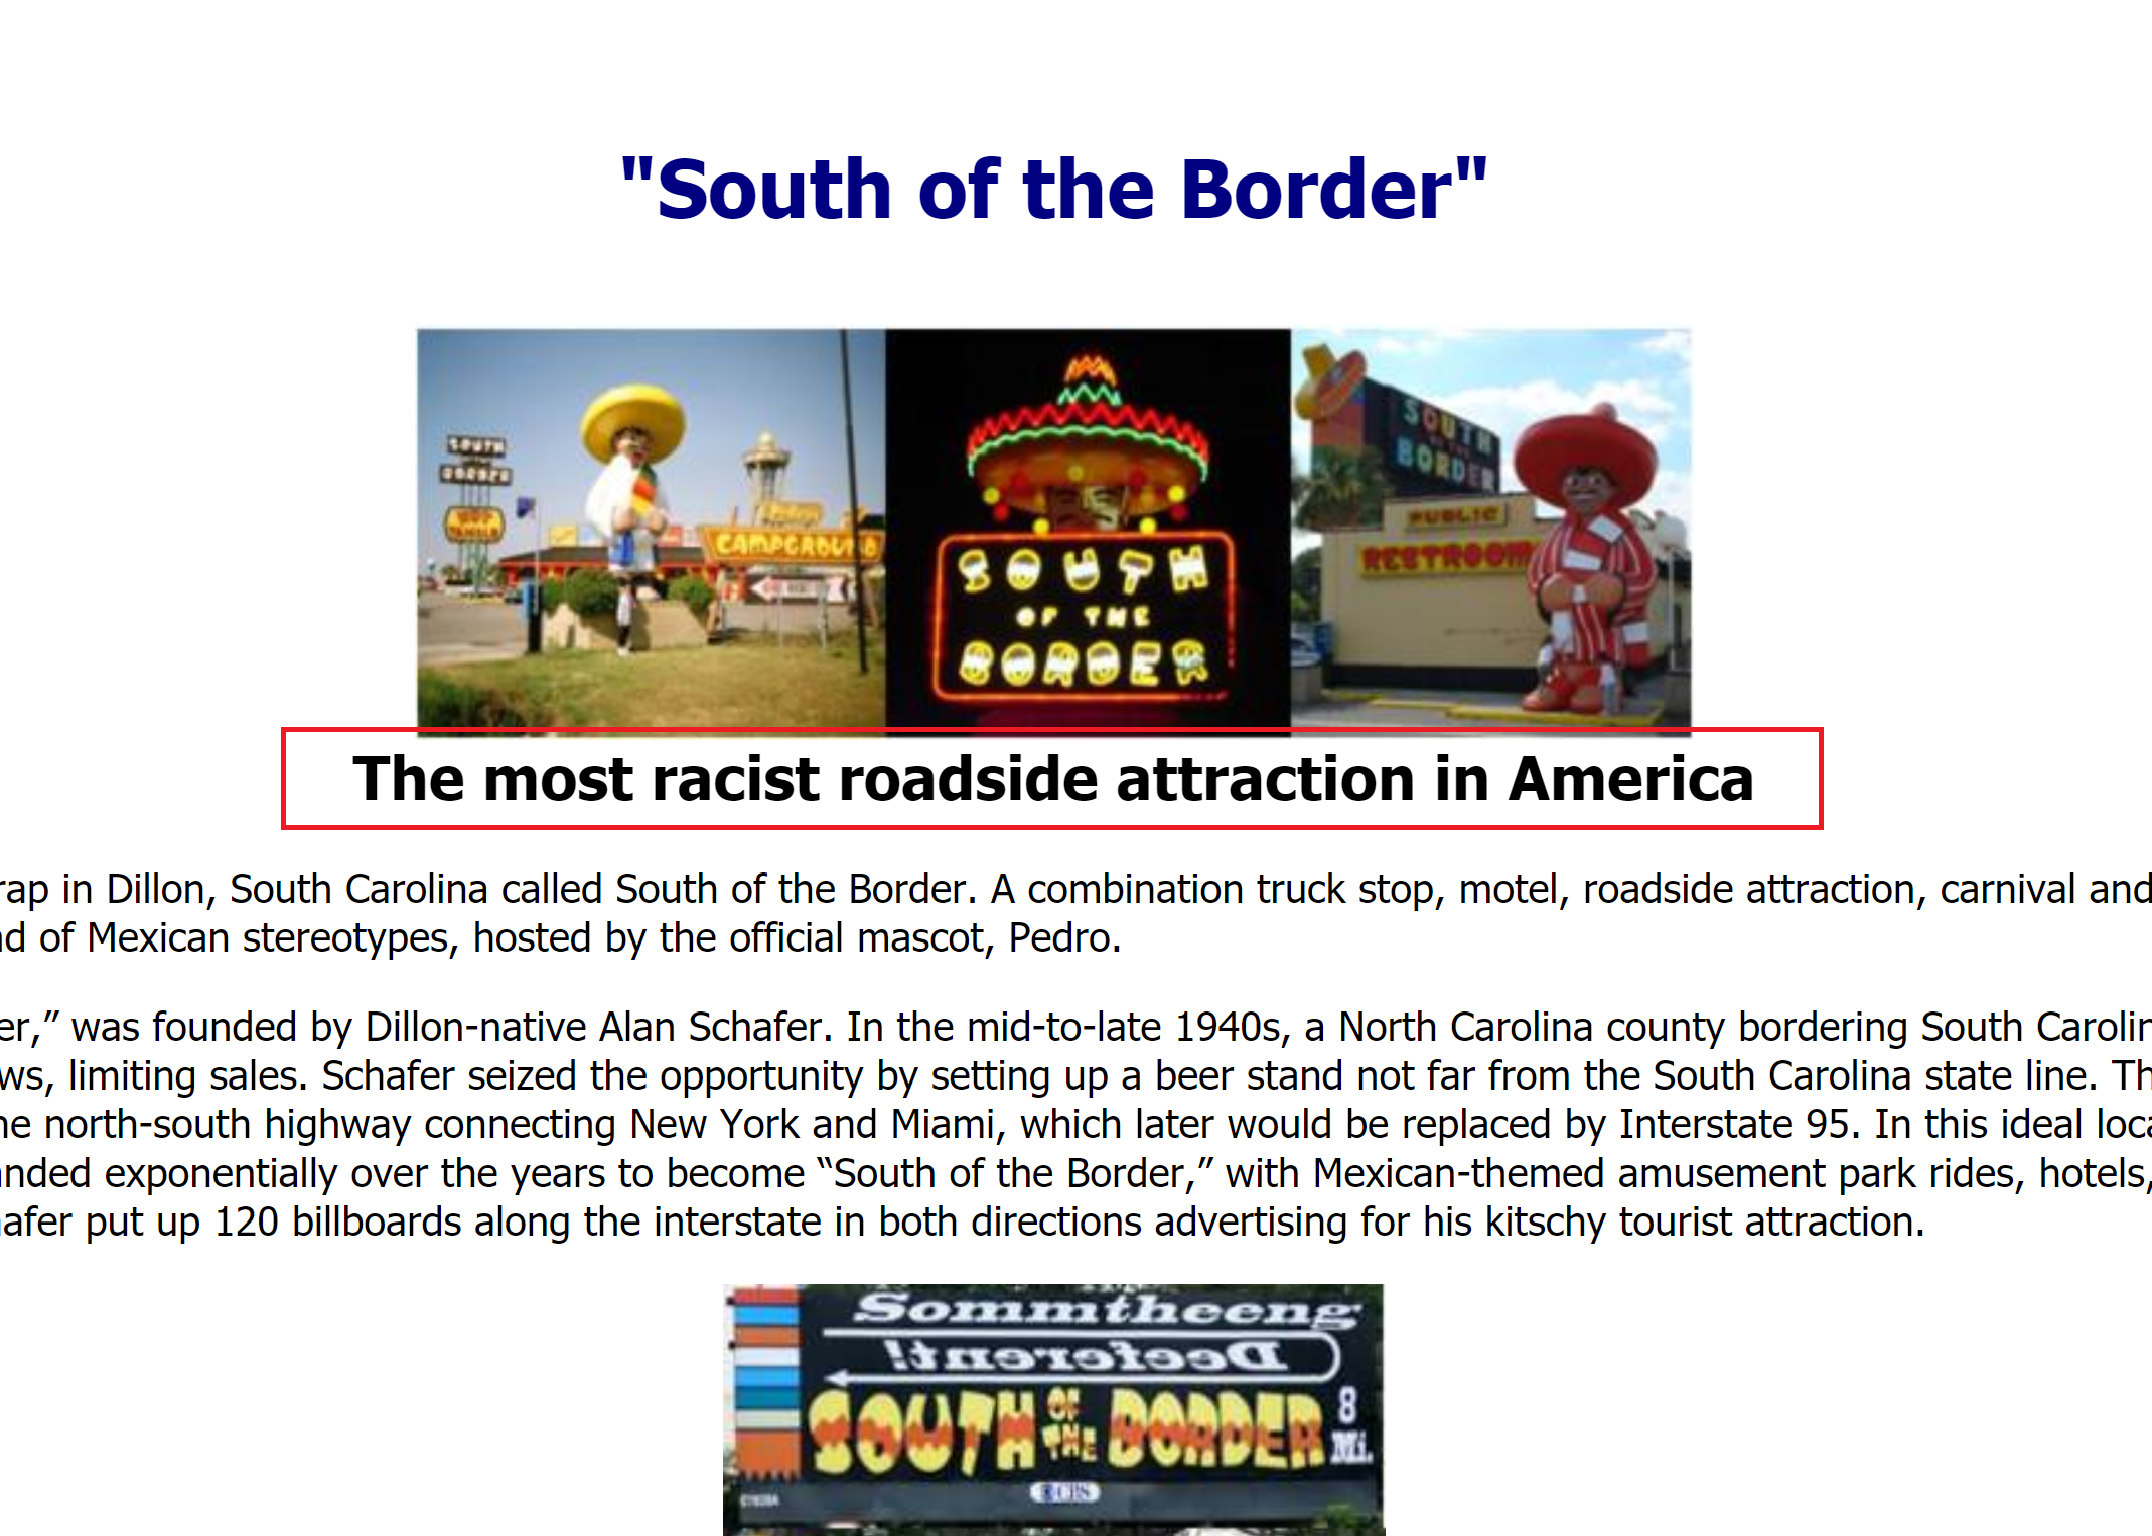 "South of the Border"
SOUTH
BORDER
HOT
TAMALE
CAMPGROUND
SOUTH
OF THE
BORDER
SOUTH
BORDER
PUBLIC
RESTROOM
The most racist roadside attraction in America
rap in Dillon, South Carolina called South of the Border. A combination truck stop, motel, roadside attraction, carnival and
nd of Mexican stereotypes, hosted by the official mascot, Pedro.
er,” was founded by Dillon-native Alan Schafer. In the mid-to-late 1940s, a North Carolina county bordering South Carolin
ws, limiting sales. Schafer seized the opportunity by setting up a beer stand not far from the South Carolina state line. Th
he north-south highway connecting New York and Miami, which later would be replaced by Interstate 95. In this ideal loca
anded exponentially over the years to become “South of the Border,” with Mexican-themed amusement park rides, hotels,
hafer put up 120 billboards along the interstate in both directions advertising for his kitschy tourist attraction.
Sommtheeng
Deeferent!
SOUTH OF THE BORDER 8 Mi.
CBS